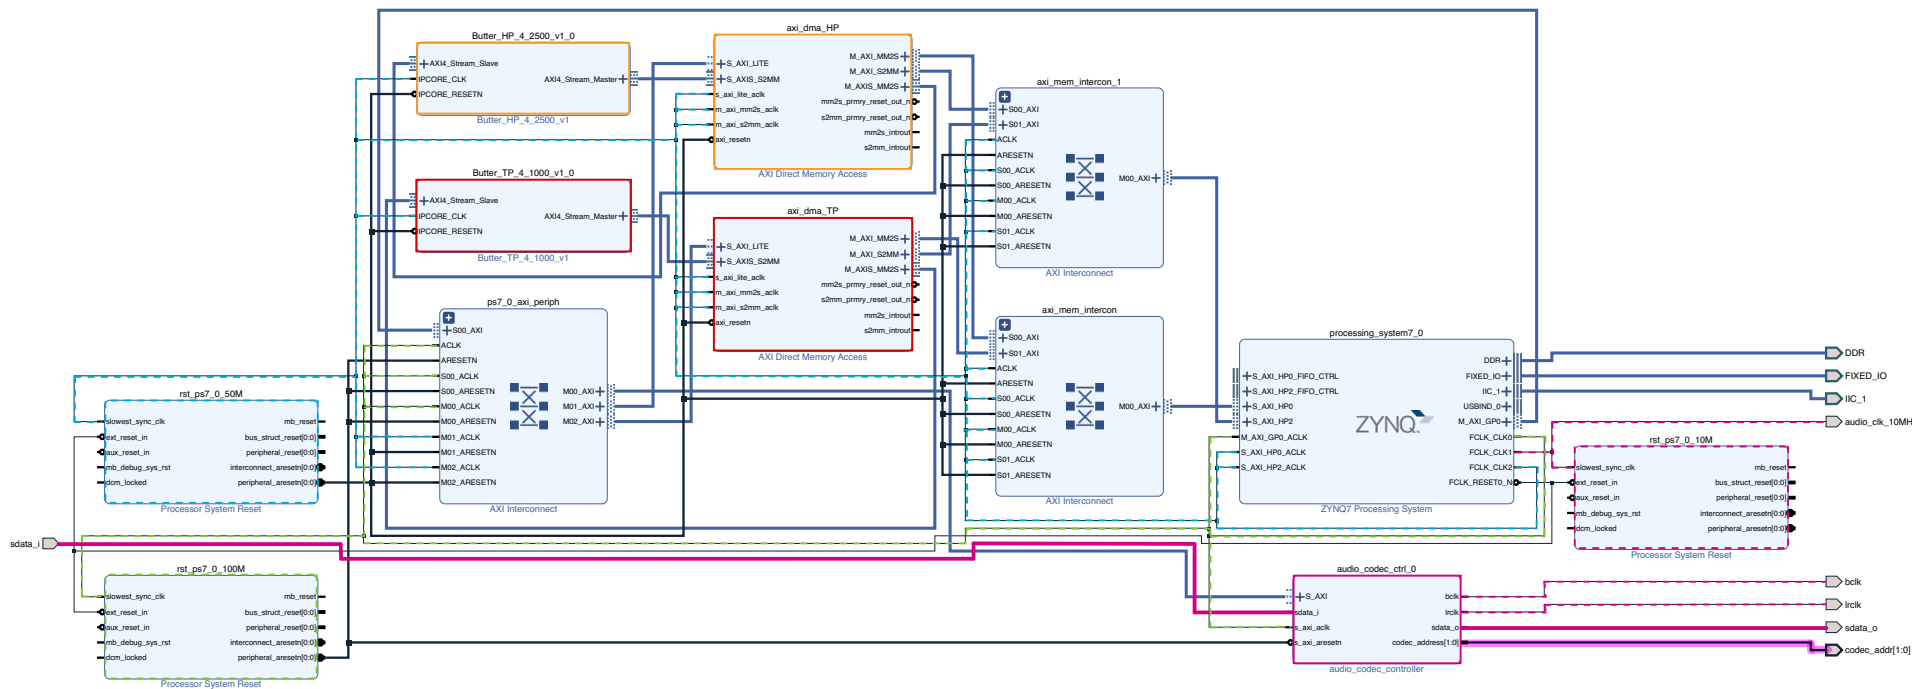 Butter_HP_4_2500_v1_0
AXI4_Stream_Slave
IPCORE_CLK
IPCORE_RESETN
AXI4_Stream_Master
Butter_HP_4_2500_v1
Butter_TP_4_1000_v1_0
AXI4_Stream_Slave
IPCORE_CLK
IPCORE_RESETN
AXI4_Stream_Master
Butter_TP_4_1000_v1
axi_dma_HP
S_AXI_LITE
S_AXIS_S2MM
s_axi_lite_aclk
m_axi_mm2s_aclk
m_axi_s2mm_aclk
axi_resetn
M_AXI_MM2S
M_AXI_S2MM
M_AXIS_MM2S
mm2s_prmry_reset_out_n
s2mm_prmry_reset_out_n
mm2s_introut
s2mm_introut
AXI Direct Memory Access
axi_dma_TP
S_AXI_LITE
S_AXIS_S2MM
s_axi_lite_aclk
m_axi_mm2s_aclk
m_axi_s2mm_aclk
axi_resetn
M_AXI_MM2S
M_AXI_S2MM
M_AXIS_MM2S
mm2s_prmry_reset_out_n
s2mm_prmry_reset_out_n
mm2s_introut
s2mm_introut
AXI Direct Memory Access
axi_mem_intercon_1
S00_AXI
S01_AXI
ACLK
ARESETN
S00_ACLK
S00_ARESETN
M00_ACLK
M00_ARESETN
S01_ACLK
S01_ARESETN
M00_AXI
AXI Interconnect
axi_mem_intercon
S00_AXI
S01_AXI
ACLK
ARESETN
S00_ACLK
S00_ARESETN
M00_ACLK
M00_ARESETN
S01_ACLK
S01_ARESETN
M00_AXI
AXI Interconnect
ps7_0_axi_periph
S00_AXI
ACLK
ARESETN
S00_ACLK
S00_ARESETN
M00_ACLK
M00_ARESETN
M01_ACLK
M01_ARESETN
M02_ACLK
M02_ARESETN
M00_AXI
M01_AXI
M02_AXI
AXI Interconnect
processing_system7_0
S_AXI_HP0_FIFO_CTRL
S_AXI_HP2_FIFO_CTRL
S_AXI_HP0
S_AXI_HP2
M_AXI_GP0_ACLK
S_AXI_HP0_ACLK
S_AXI_HP2_ACLK
ZYNQ
DDR
FIXED_IO
IIC_1
USBIND_0
M_AXI_GP0
FCLK_CLK0
FCLK_CLK1
FCLK_CLK2
FCLK_RESET0_N
ZYNQ7 Processing System
DDR
FIXED_IO
IIC_1
audio_clk_10MH
rst_ps7_0_50M
slowest_sync_clk
ext_reset_in
aux_reset_in
mb_debug_sys_rst
dcm_locked
mb_reset
bus_struct_reset[0:0]
peripheral_reset[0:0]
interconnect_aresetn[0:0]
peripheral_aresetn[0:0]
Processor System Reset
rst_ps7_0_10M
slowest_sync_clk
ext_reset_in
aux_reset_in
mb_debug_sys_rst
dcm_locked
mb_reset
bus_struct_reset[0:0]
peripheral_reset[0:0]
interconnect_aresetn[0:0]
peripheral_aresetn[0:0]
Processor System Reset
sdata_i
rst_ps7_0_100M
slowest_sync_clk
ext_reset_in
aux_reset_in
mb_debug_sys_rst
dcm_locked
mb_reset
bus_struct_reset[0:0]
peripheral_reset[0:0]
interconnect_aresetn[0:0]
peripheral_aresetn[0:0]
Processor System Reset
audio_codec_ctrl_0
S_AXI
sdata_i
s_axi_aclk
s_axi_aresetn
bclk
lrclk
sdata_o
codec_address[1:0]
audio_codec_controller
bclk
lrclk
sdata_o
codec_addr[1:0]